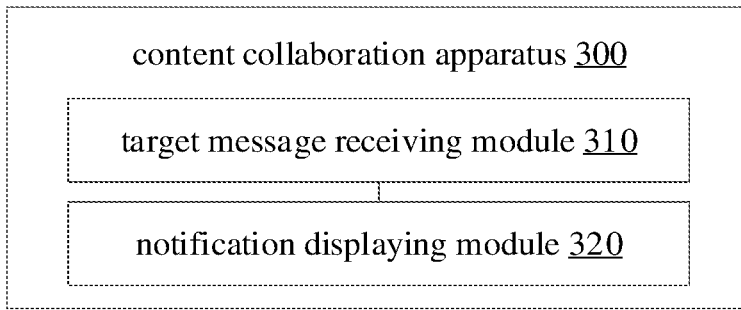 content collaboration apparatus 300
target message receiving module 310
notification displaying module 320